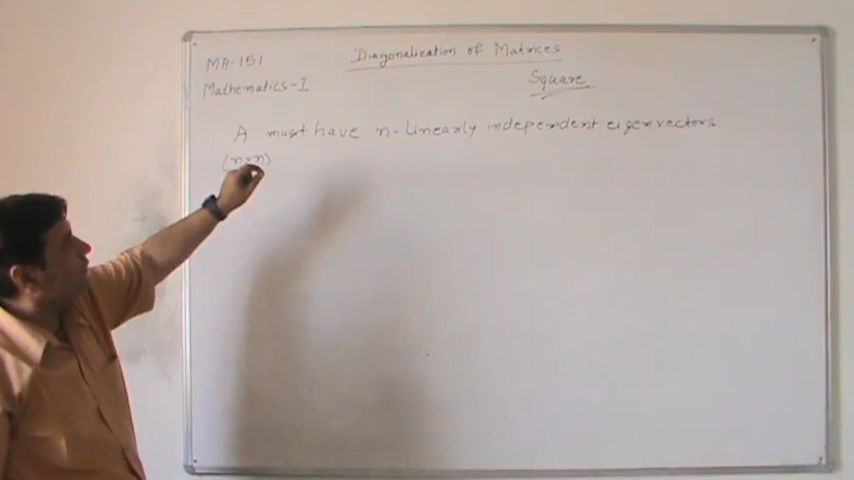 MA-151
Diagonalization of Matrices
Mathematics-I
Square
A must have n-linearly independent eigenvectors.
(n×n)